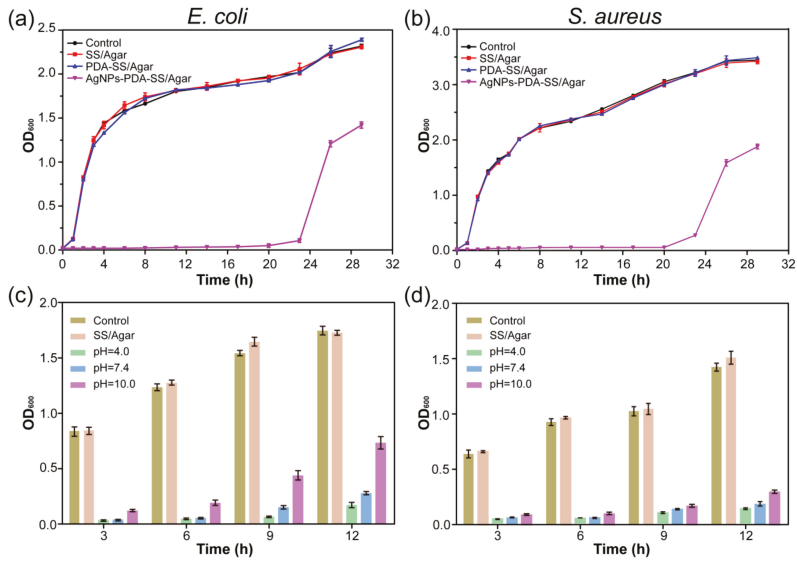 (a)
E. coli
Control
SS/Agar
PDA-SS/Agar
AgNPs-PDA-SS/Agar
OD600
2.5
2.0
1.5
1.0
0.5
0.0
0 4 8 12 16 20 24 28 32
Time (h)
(b)
S. aureus
Control
SS/Agar
PDA-SS/Agar
AgNPs-PDA-SS/Agar
OD600
4.0
3.0
2.0
1.0
0.0
0 4 8 12 16 20 24 28 32
Time (h)
(c)
Control
SS/Agar
pH=4.0
pH=7.4
pH=10.0
OD600
2.0
1.5
1.0
0.5
0.0
3 6 9 12
Time (h)
(d)
Control
SS/Agar
pH=4.0
pH=7.4
pH=10.0
OD600
2.0
1.5
1.0
0.5
0.0
3 6 9 12
Time (h)